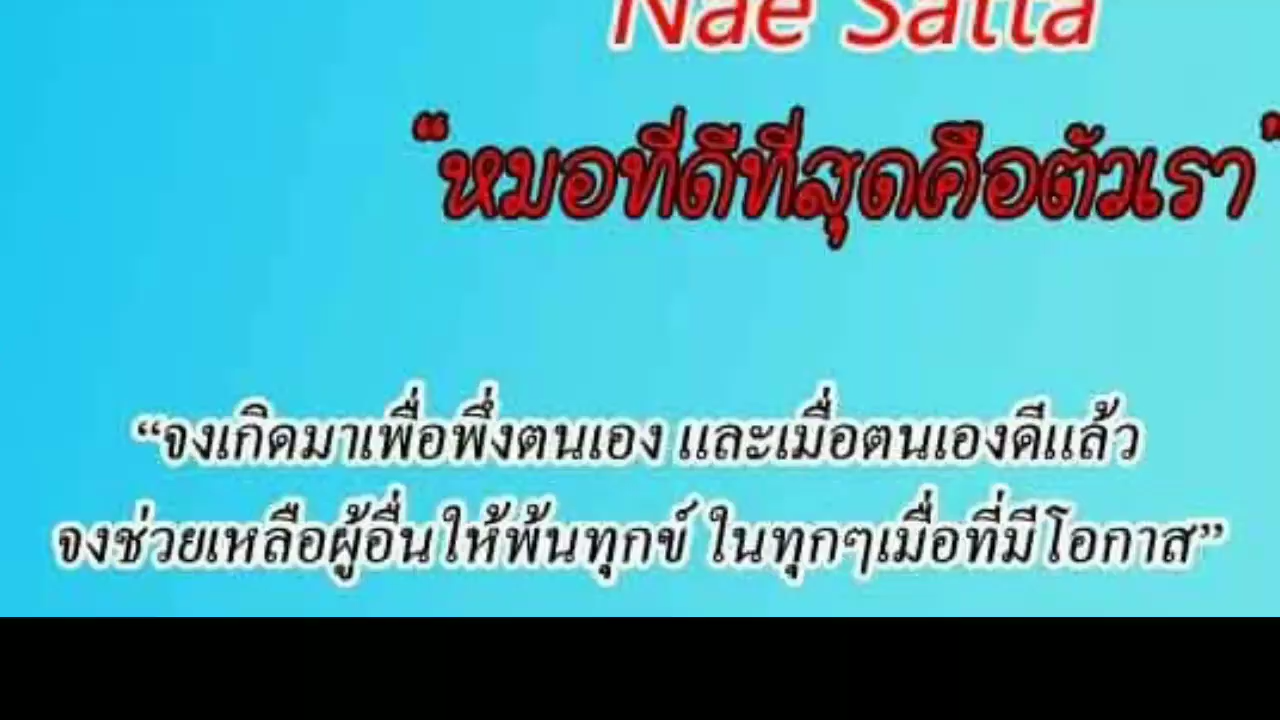 Nae Satta
“หมอที่ดีที่สุดคือตัวเรา”
“จงเกิดมาเพื่อพึ่งตนเอง และเมื่อตนเองดีแล้ว
จงช่วยเหลือผู้อื่นให้พ้นทุกข์ ในทุกๆเมื่อที่มีโอกาส”